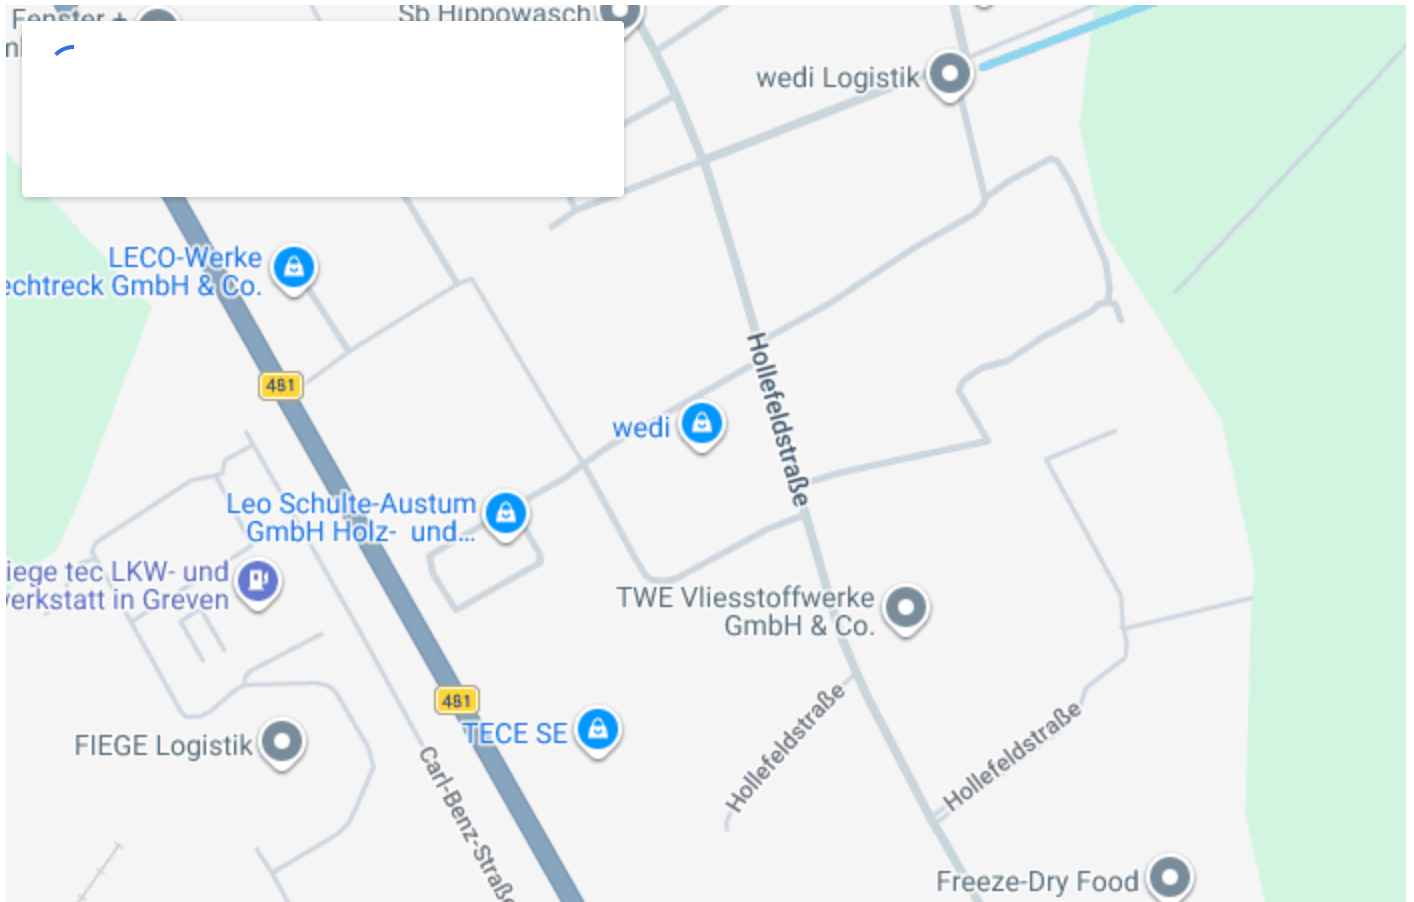 Fenster +
Sb Hippowasch
wedi Logistik
LECO-Werke
echtreck GmbH & Co.
481
Hollefeldstraße
wedi
Leo Schulte-Austum
GmbH Holz- und...
iege tec LKW- und
verkstatt in Greven
TWE Vliesstoffwerke
GmbH & Co.
481
TECE SE
Hollefeldstraße
Hollefeldstraße
FIEGE Logistik
Carl-Benz-Straße
Freeze-Dry Food